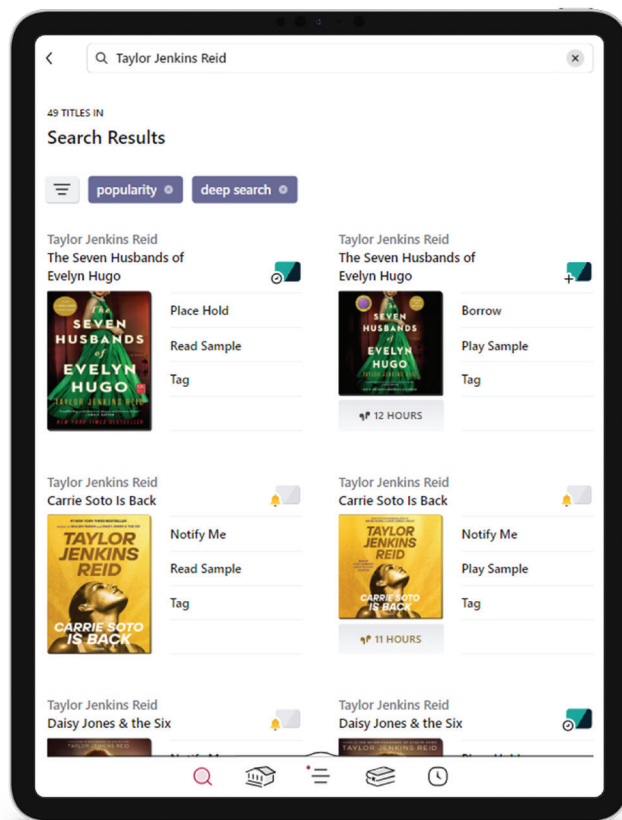 Taylor Jenkins Reid
49 TITLES IN
Search Results
popularity
deep search
Taylor Jenkins Reid
The Seven Husbands of
Evelyn Hugo
The
SEVEN
HUSBANDS
of
EVELYN
HUGO
TAYLOR JENKINS REID
NEW YORK TIMES BESTSELLER
Place Hold
Read Sample
Tag
Taylor Jenkins Reid
The Seven Husbands of
Evelyn Hugo
The
SEVEN
HUSBANDS
of
EVELYN
HUGO
TAYLOR JENKINS REID
12 HOURS
Borrow
Play Sample
Tag
Taylor Jenkins Reid
Carrie Soto Is Back
TAYLOR
JENKINS
REID
CARRIE SOTO
IS BACK
Notify Me
Read Sample
Tag
Taylor Jenkins Reid
Carrie Soto Is Back
TAYLOR
JENKINS
REID
CARRIE SOTO
IS BACK
11 HOURS
Notify Me
Play Sample
Tag
Taylor Jenkins Reid
Daisy Jones & the Six
TAYLOR JENKINS REID
Notify Me
Taylor Jenkins Reid
Daisy Jones & the Six
TAYLOR JENKINS REID
Place Hold